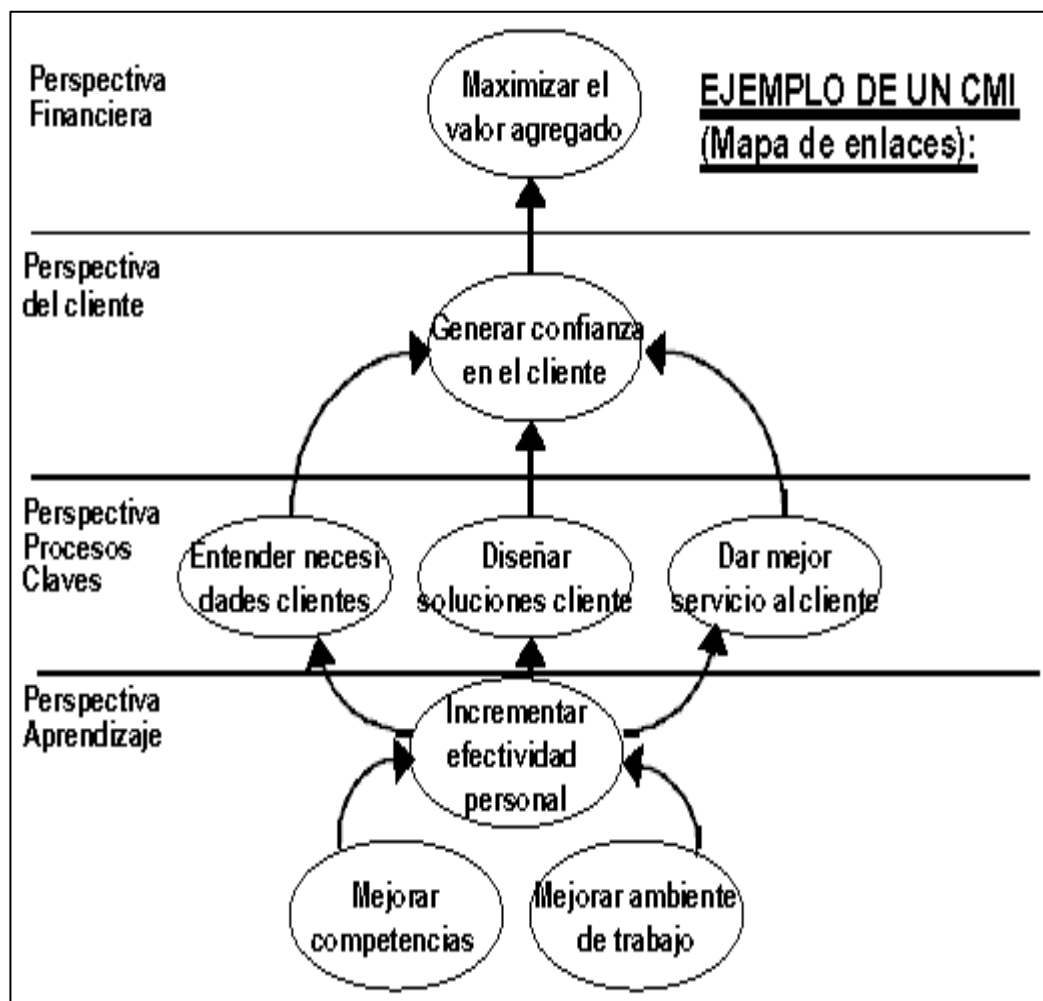 Perspectiva
Financiera
Maximizar el
valor agregado
EJEMPLO DE UN CMI
(Mapa de enlaces):
Perspectiva
del cliente
Generar confianza
en el cliente
Perspectiva
Procesos
Claves
Entender necesi-
dades clientes
Diseñar
soluciones cliente
Dar mejor
servicio al cliente
Perspectiva
Aprendizaje
Incrementar
efectividad
personal
Mejorar
competencias
Mejorar ambiente
de trabajo